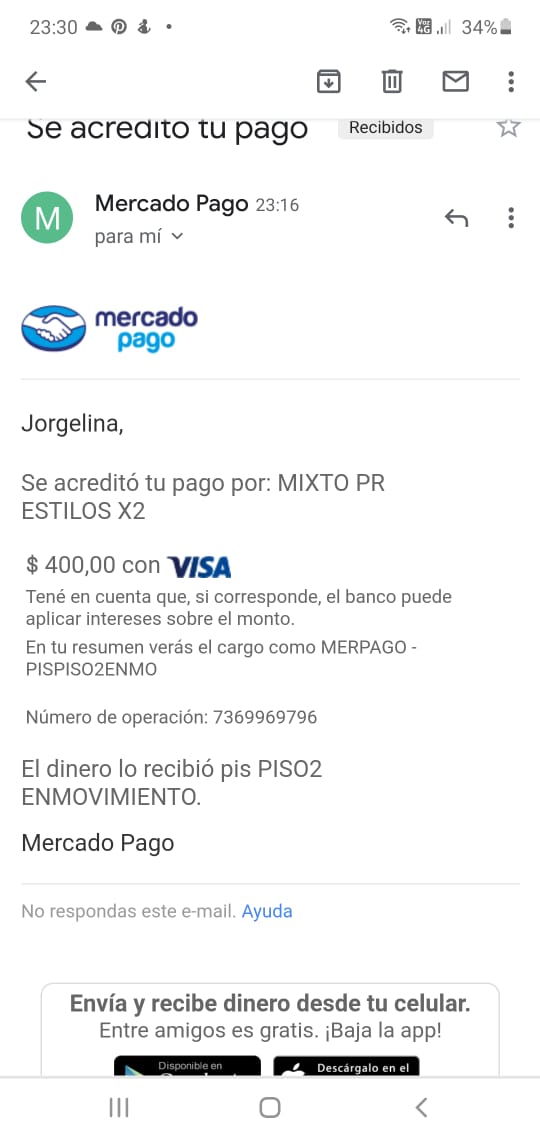 23:30
Voz 4G 34%
Se acreditó tu pago Recibidos
M
Mercado Pago 23:16
para mí
mercado
pago
Jorgelina,
Se acreditó tu pago por: MIXTO PR
ESTILOS X2
$ 400,00 con VISA
Tené en cuenta que, si corresponde, el banco puede
aplicar intereses sobre el monto.
En tu resumen verás el cargo como MERPAGO -
PISPISO2ENMO
Número de operación: 7369969796
El dinero lo recibió pis PISO2
ENMOVIMIENTO.
Mercado Pago
No respondas este e-mail. Ayuda
Envía y recibe dinero desde tu celular.
Entre amigos es gratis. ¡Baja la app!
Disponible en
Descárgalo en el